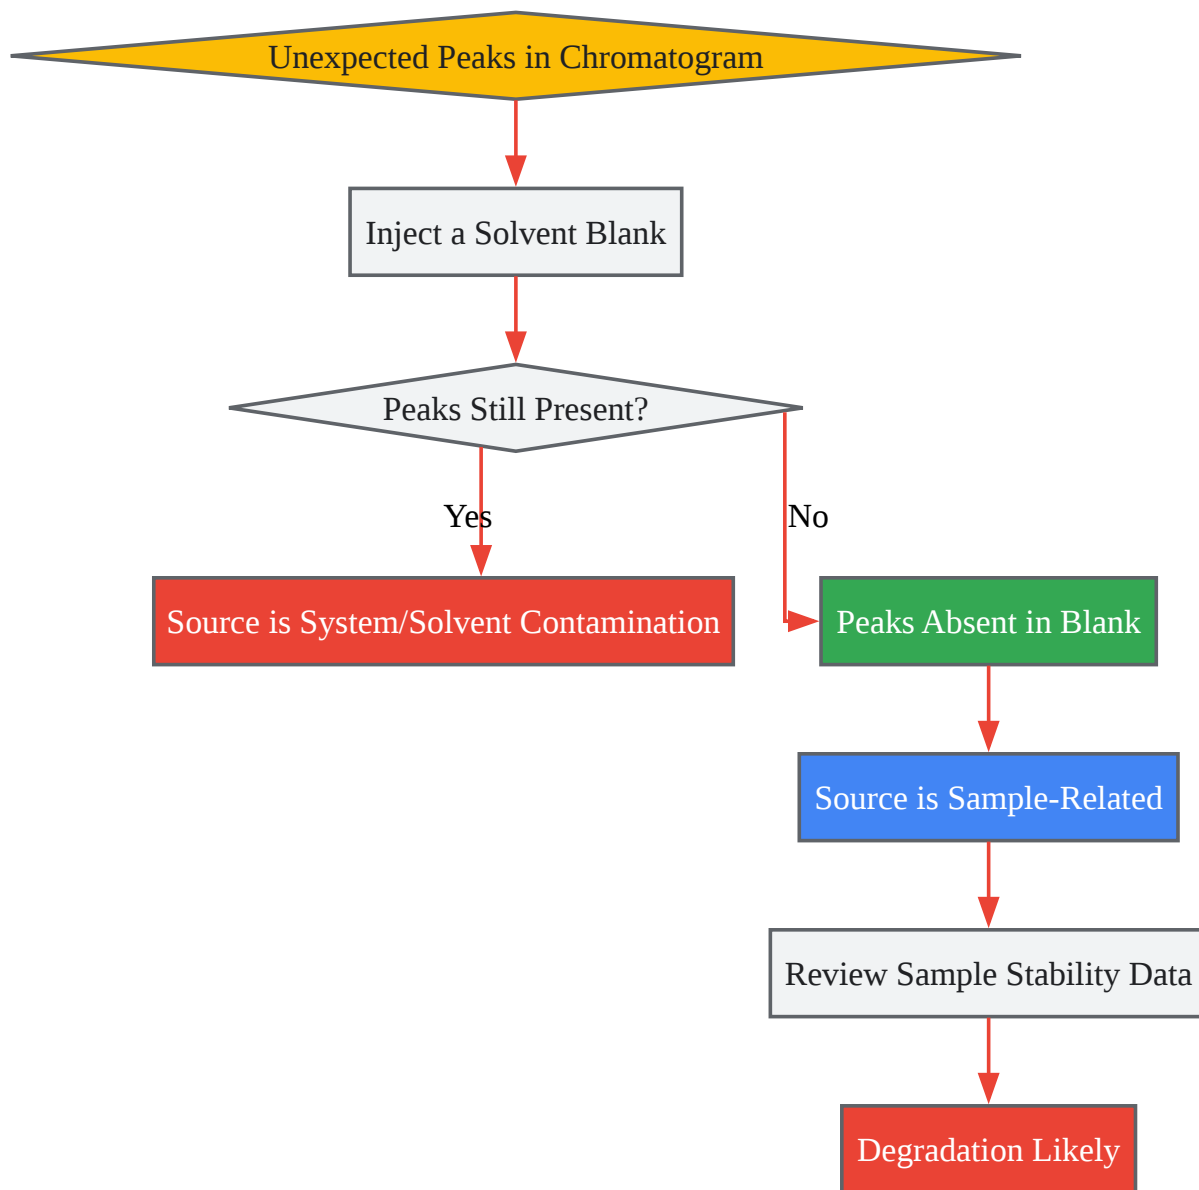 Unexpected Peaks in Chromatogram
Inject a Solvent Blank
Peaks Still Present?
Yes
No
Source is System/Solvent Contamination
Peaks Absent in Blank
Source is Sample-Related
Review Sample Stability Data
Degradation Likely